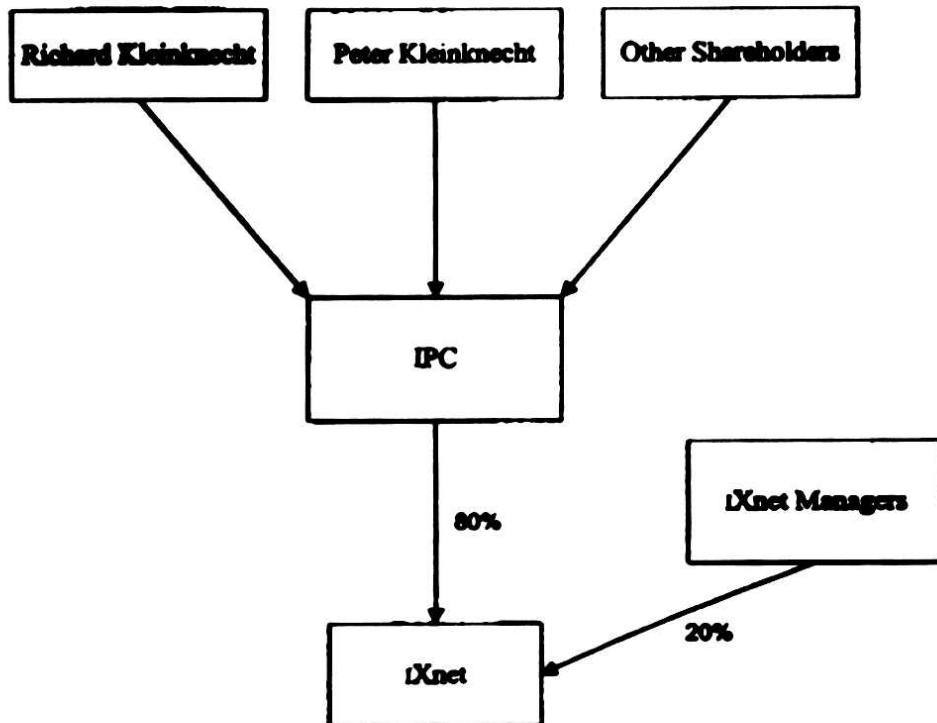 Richard Kleinknecht
Peter Kleinknecht
Other Shareholders
IPC
iXnet Managers
80%
20%
iXnet